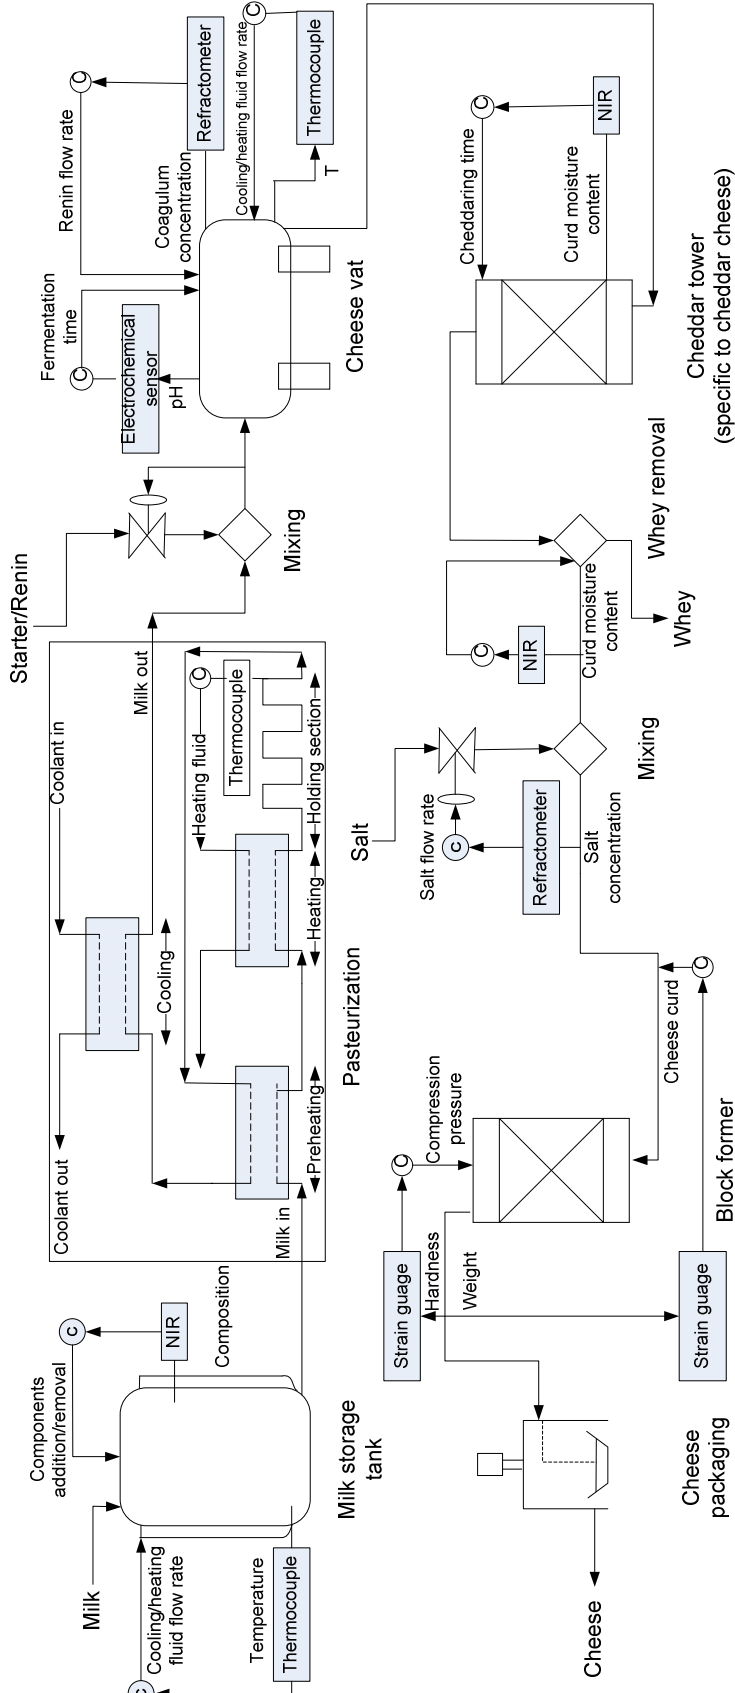 Milk
Components
addition/removal
C
NIR
Composition
C
Cooling/heating
fluid flow rate
Temperature
Thermocouple
Milk storage
tank
Coolant out
Coolant in
Cooling
Milk out
Heating fluid
C
Thermocouple
Milk in
Preheating
Heating
Holding section
Pasteurization
Starter/Renin
Mixing
Fermentation
time
C
Electrochemical
sensor
pH
Renin flow rate
C
Coagulum
concentration
Refractometer
Cooling/heating fluid flow rate
C
Thermocouple
T
Cheese vat
Cheddaring time
C
Curd moisture
content
NIR
Cheddar tower
(specific to cheddar cheese)
Whey removal
Whey
C
NIR
Curd moisture
content
Salt
Salt flow rate
C
Refractometer
Salt
concentration
Mixing
Cheese curd
C
Compression
pressure
C
Block former
Strain guage
Hardness
Weight
Strain guage
Cheese
packaging
Cheese